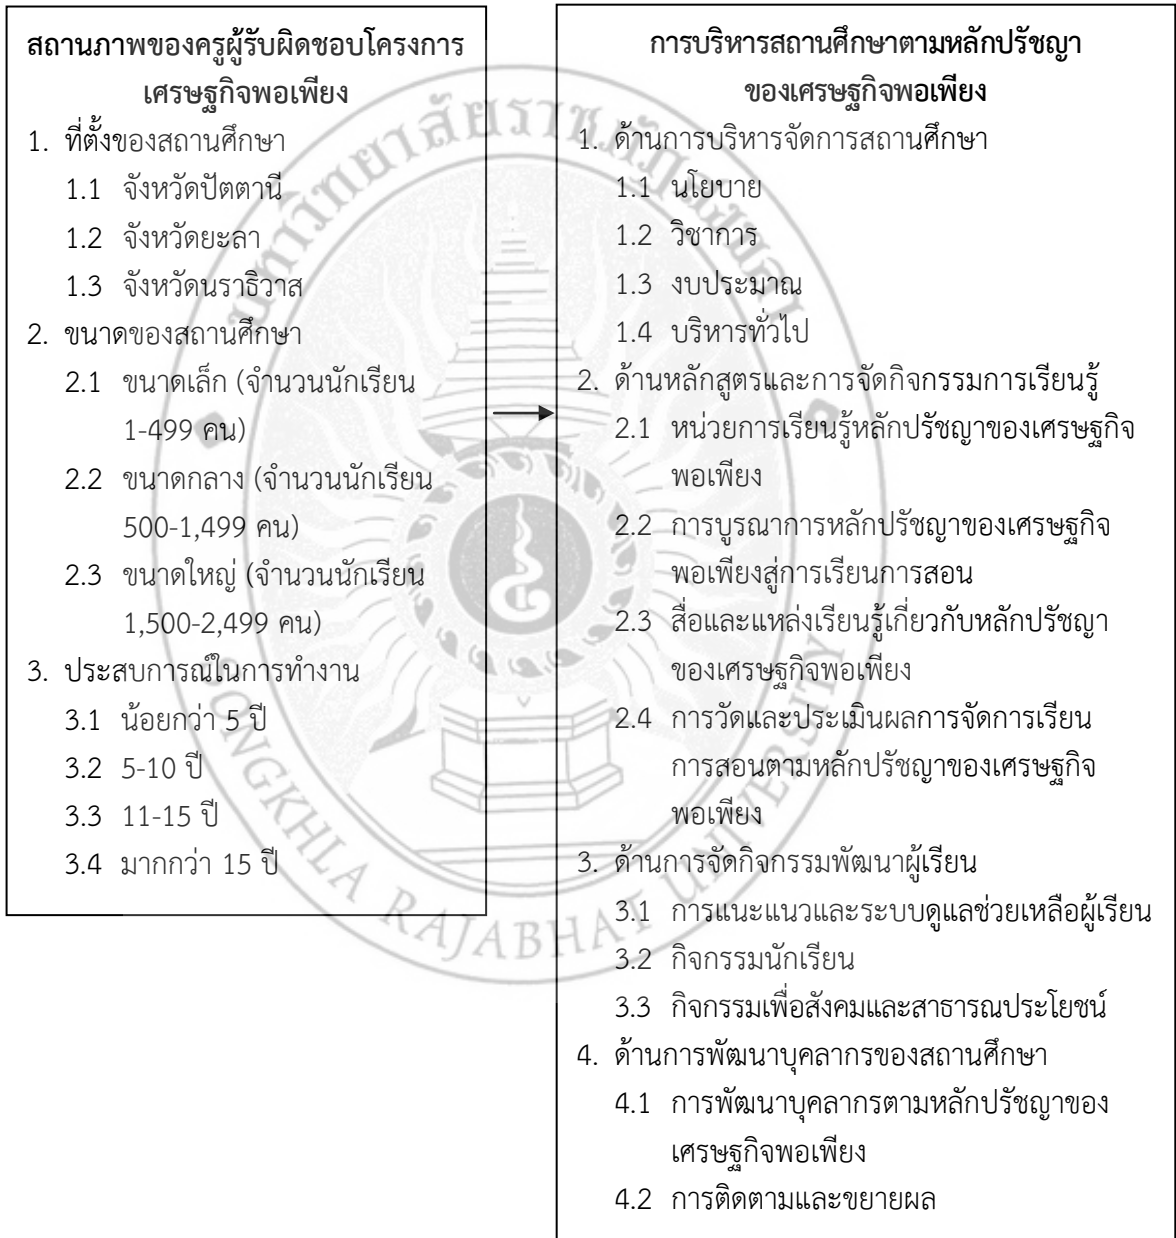 สถานภาพของครูผู้รับผิดชอบโครงการ
เศรษฐกิจพอเพียง
1. ที่ตั้งของสถานศึกษา
1.1 จังหวัดปัตตานี
1.2 จังหวัดยะลา
1.3 จังหวัดนราธิวาส
2. ขนาดของสถานศึกษา
2.1 ขนาดเล็ก (จำนวนนักเรียน
1-499 คน)
2.2 ขนาดกลาง (จำนวนนักเรียน
500-1,499 คน)
2.3 ขนาดใหญ่ (จำนวนนักเรียน
1,500-2,499 คน)
3. ประสบการณ์ในการทำงาน
3.1 น้อยกว่า 5 ปี
3.2 5-10 ปี
3.3 11-15 ปี
3.4 มากกว่า 15 ปี
การบริหารสถานศึกษาตามหลักปรัชญา
ของเศรษฐกิจพอเพียง
1. ด้านการบริหารจัดการสถานศึกษา
1.1 นโยบาย
1.2 วิชาการ
1.3 งบประมาณ
1.4 บริหารทั่วไป
2. ด้านหลักสูตรและการจัดกิจกรรมการเรียนรู้
2.1 หน่วยการเรียนรู้หลักปรัชญาของเศรษฐกิจ
พอเพียง
2.2 การบูรณาการหลักปรัชญาของเศรษฐกิจ
พอเพียงสู่การเรียนการสอน
2.3 สื่อและแหล่งเรียนรู้เกี่ยวกับหลักปรัชญา
ของเศรษฐกิจพอเพียง
2.4 การวัดและประเมินผลการจัดการเรียน
การสอนตามหลักปรัชญาของเศรษฐกิจ
พอเพียง
3. ด้านการจัดกิจกรรมพัฒนาผู้เรียน
3.1 การแนะแนวและระบบดูแลช่วยเหลือผู้เรียน
3.2 กิจกรรมนักเรียน
3.3 กิจกรรมเพื่อสังคมและสาธารณประโยชน์
4. ด้านการพัฒนาบุคลากรของสถานศึกษา
4.1 การพัฒนาบุคลากรตามหลักปรัชญาของ
เศรษฐกิจพอเพียง
4.2 การติดตามและขยายผล
มหาวิทยาลัยราชภัฏสงขลา
SONGKHLA RAJABHAT UNIVERSITY